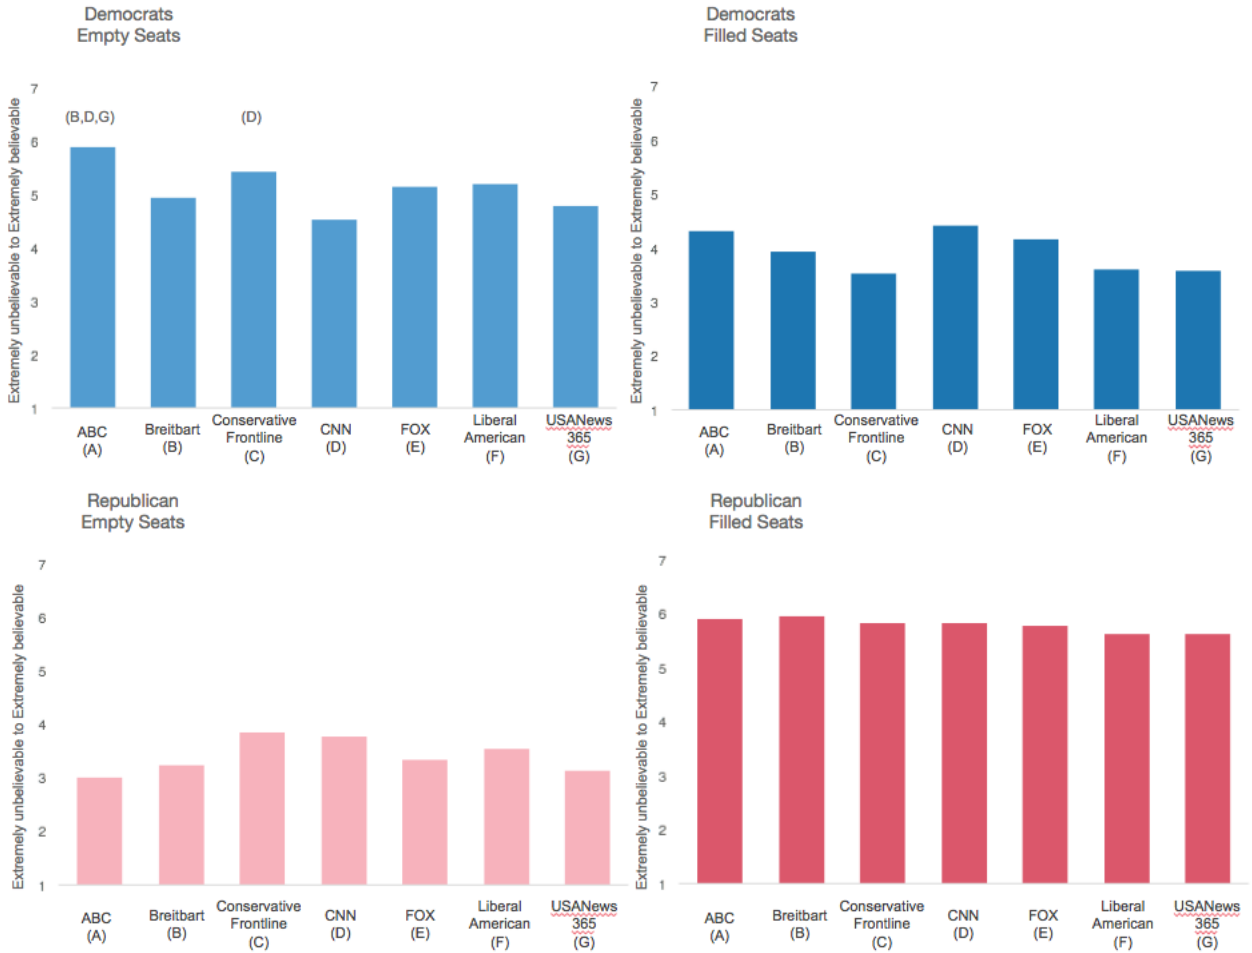 Democrats
Empty Seats
Extremely unbelievable to Extremely believable
7
6
5
4
3
2
1
(B,D,G)
(D)
ABC
(A)
Breitbart
(B)
Conservative
Frontline
(C)
CNN
(D)
FOX
(E)
Liberal
American
(F)
USANews
365
(G)
Democrats
Filled Seats
Extremely unbelievable to Extremely believable
7
6
5
4
3
2
1
ABC
(A)
Breitbart
(B)
Conservative
Frontline
(C)
CNN
(D)
FOX
(E)
Liberal
American
(F)
USANews
365
(G)
Republican
Empty Seats
Extremely unbelievable to Extremely believable
7
6
5
4
3
2
1
ABC
(A)
Breitbart
(B)
Conservative
Frontline
(C)
CNN
(D)
FOX
(E)
Liberal
American
(F)
USANews
365
(G)
Republican
Filled Seats
Extremely unbelievable to Extremely believable
7
6
5
4
3
2
1
ABC
(A)
Breitbart
(B)
Conservative
Frontline
(C)
CNN
(D)
FOX
(E)
Liberal
American
(F)
USANews
365
(G)